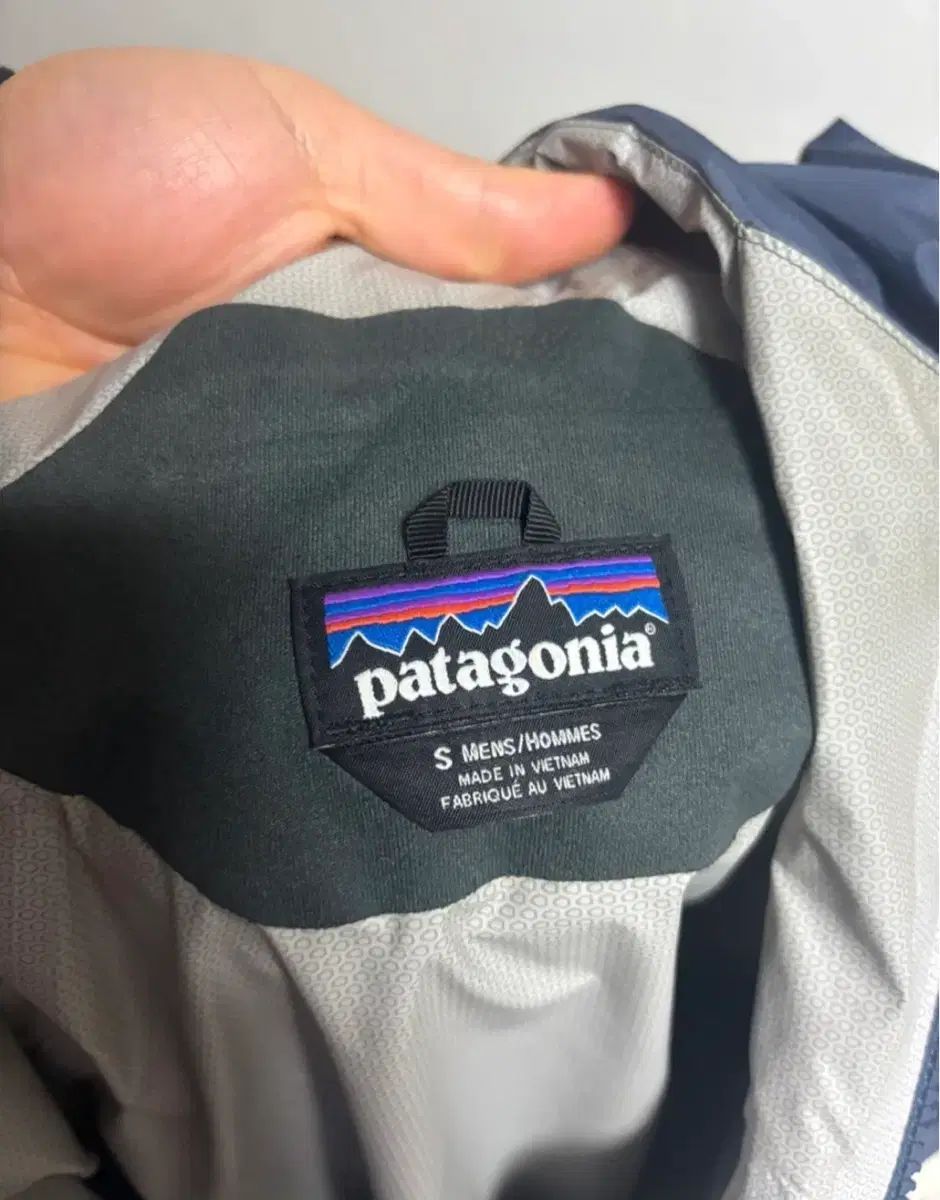 patagonia®
S MENS/HOMMES
MADE IN VIETNAM
FABRIQUÉ AU VIETNAM